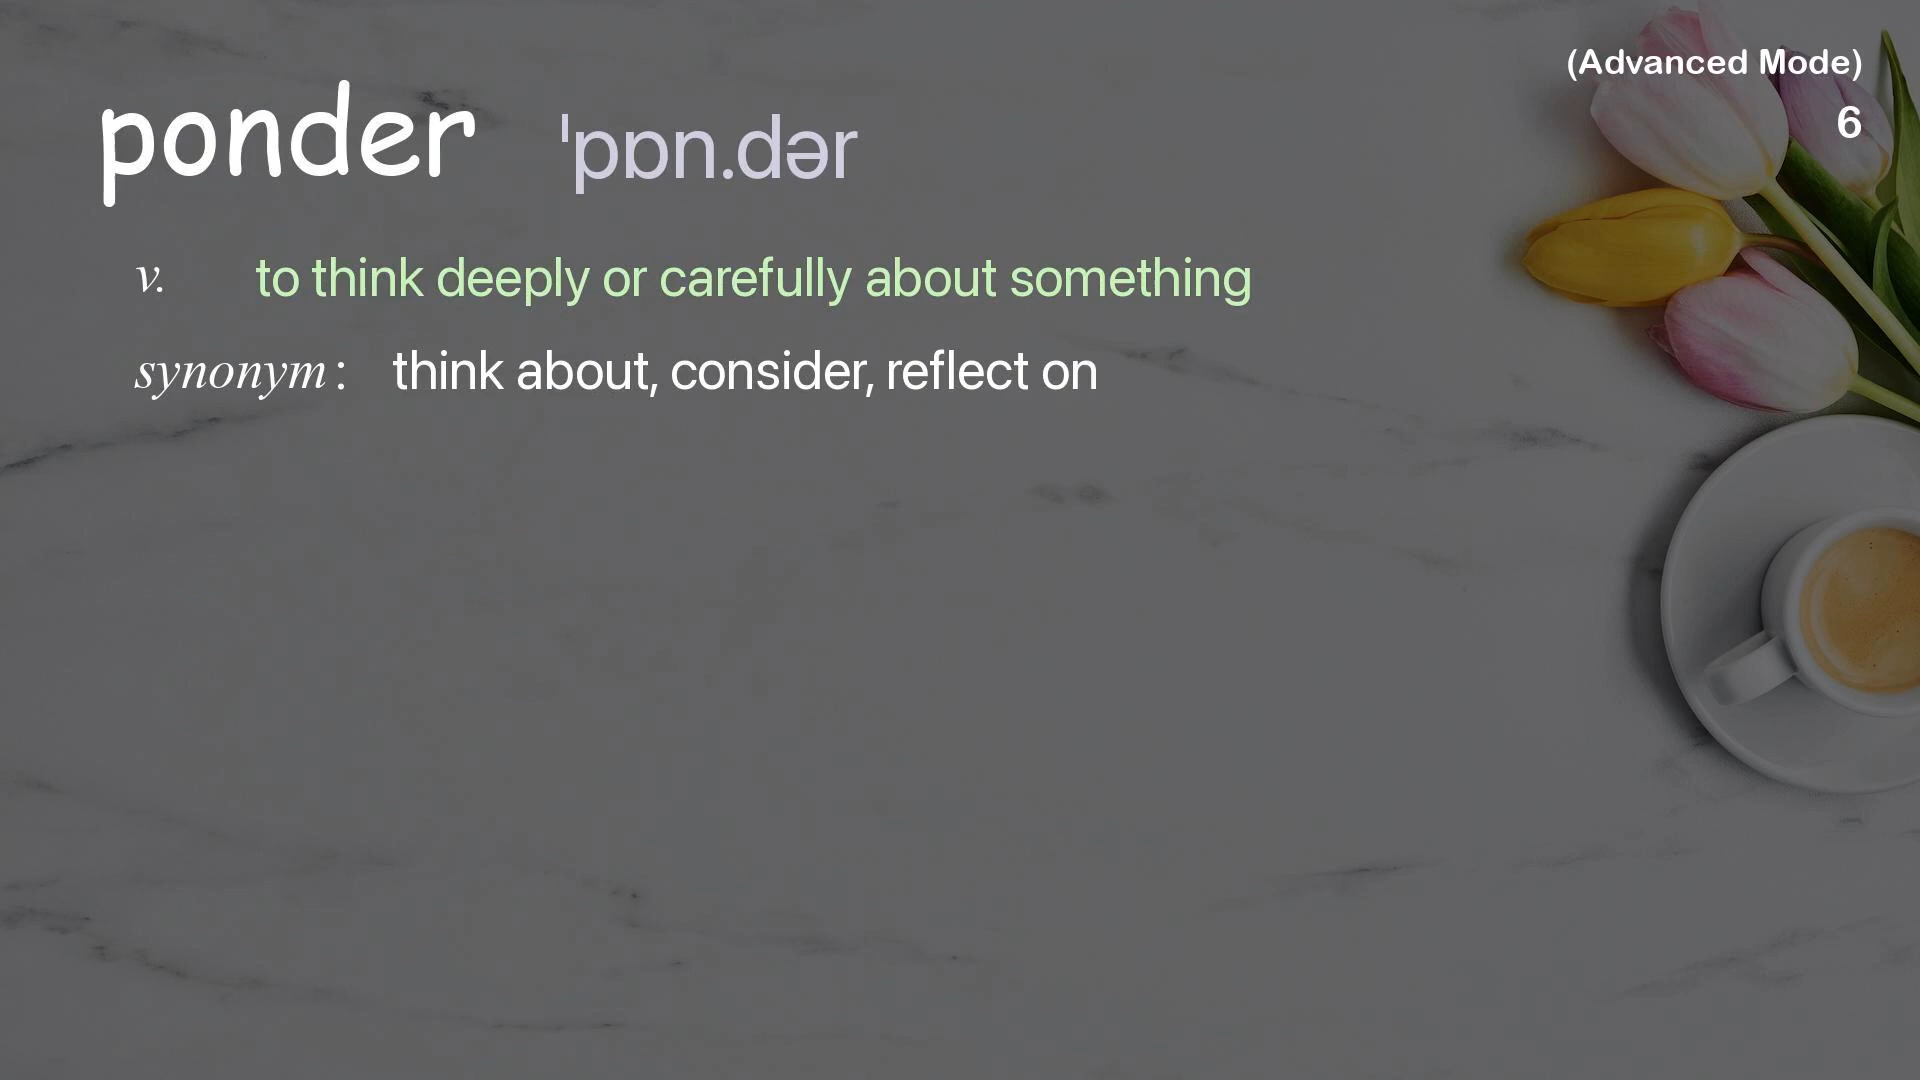 (Advanced Mode)
6
ponder ˈpɒn.dər
v. to think deeply or carefully about something
synonym : think about, consider, reflect on